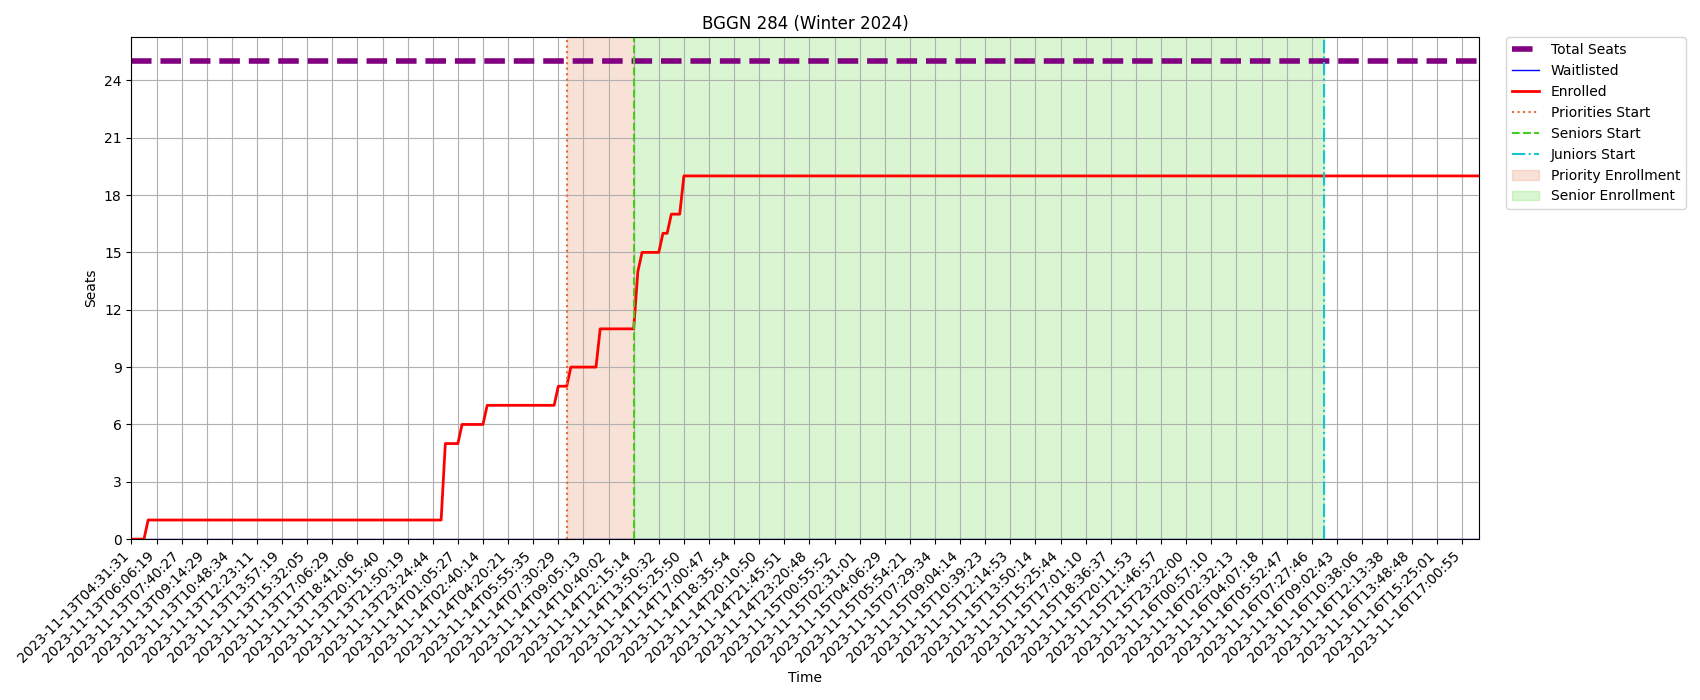 BGGN 284 (Winter 2024)
Total Seats
Waitlisted
Enrolled
Priorities Start
Seniors Start
Juniors Start
Priority Enrollment
Senior Enrollment
Seats
24
21
18
15
12
9
6
3
0
2023-11-13T04:31:31
2023-11-13T06:06:19
2023-11-13T07:40:27
2023-11-13T09:14:29
2023-11-13T10:48:34
2023-11-13T12:23:11
2023-11-13T13:57:19
2023-11-13T15:32:05
2023-11-13T17:06:29
2023-11-13T18:41:06
2023-11-13T20:15:40
2023-11-13T21:50:19
2023-11-13T23:24:44
2023-11-14T01:05:27
2023-11-14T02:40:14
2023-11-14T04:20:21
2023-11-14T05:55:35
2023-11-14T07:30:29
2023-11-14T09:05:13
2023-11-14T10:40:02
2023-11-14T12:15:14
2023-11-14T13:50:32
2023-11-14T15:25:50
2023-11-14T17:00:47
2023-11-14T18:35:54
2023-11-14T20:10:50
2023-11-14T21:45:51
2023-11-14T23:20:48
2023-11-15T00:55:52
2023-11-15T02:31:01
2023-11-15T04:06:29
2023-11-15T05:54:21
2023-11-15T07:29:34
2023-11-15T09:04:14
2023-11-15T10:39:23
2023-11-15T12:14:53
2023-11-15T13:50:14
2023-11-15T15:25:44
2023-11-15T17:01:10
2023-11-15T18:36:37
2023-11-15T20:11:53
2023-11-15T21:46:57
2023-11-15T23:22:00
2023-11-16T00:57:10
2023-11-16T02:32:13
2023-11-16T04:07:18
2023-11-16T05:52:47
2023-11-16T07:27:46
2023-11-16T09:02:43
2023-11-16T10:38:06
2023-11-16T12:13:38
2023-11-16T13:48:48
2023-11-16T15:25:01
2023-11-16T17:00:55
Time